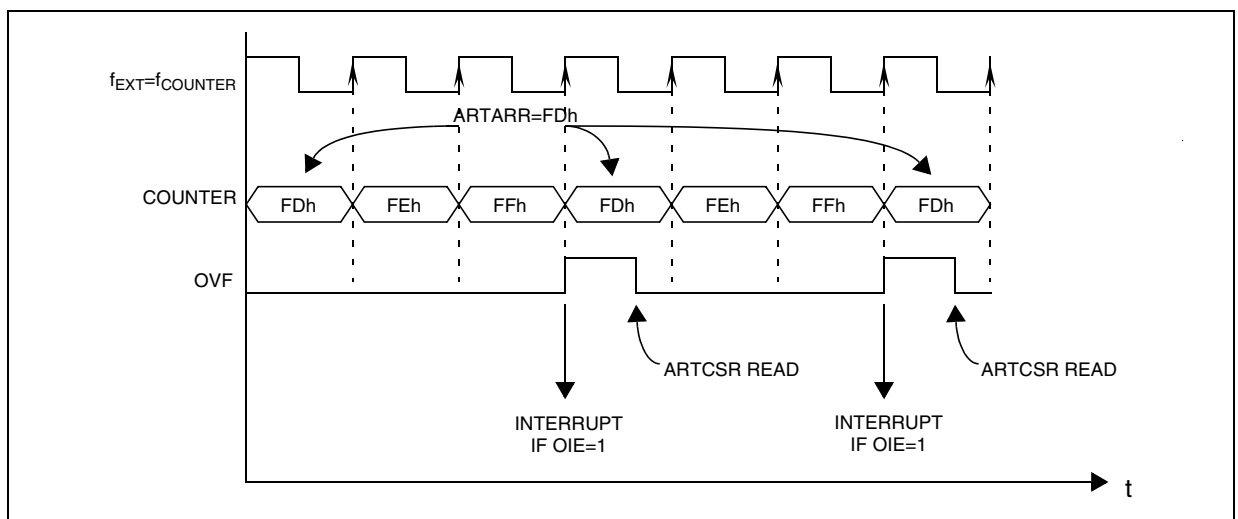 fEXT=fCOUNTER
ARTARR=FDh
COUNTER
FDh
FEh
FFh
FDh
FEh
FFh
FDh
OVF
ARTCSR READ
ARTCSR READ
INTERRUPT
IF OIE=1
INTERRUPT
IF OIE=1
t